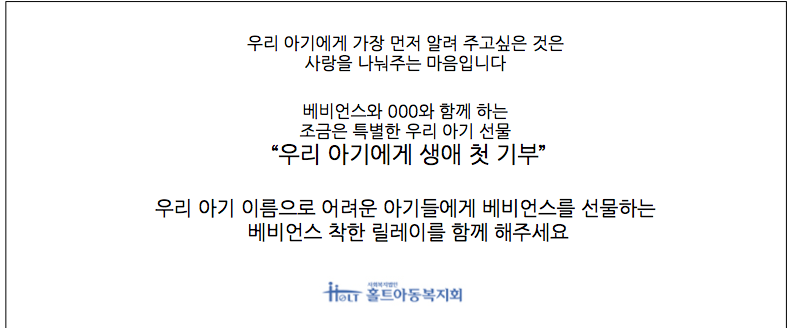 우리 아기에게 가장 먼저 알려 주고싶은 것은
사랑을 나눠주는 마음입니다
베비언스와 000와 함께 하는
조금은 특별한 우리 아기 선물
“우리 아기에게 생애 첫 기부”
우리 아기 이름으로 어려운 아기들에게 베비언스를 선물하는
베비언스 착한 릴레이를 함께 해주세요
사회복지법인
HOLT 홀트아동복지회